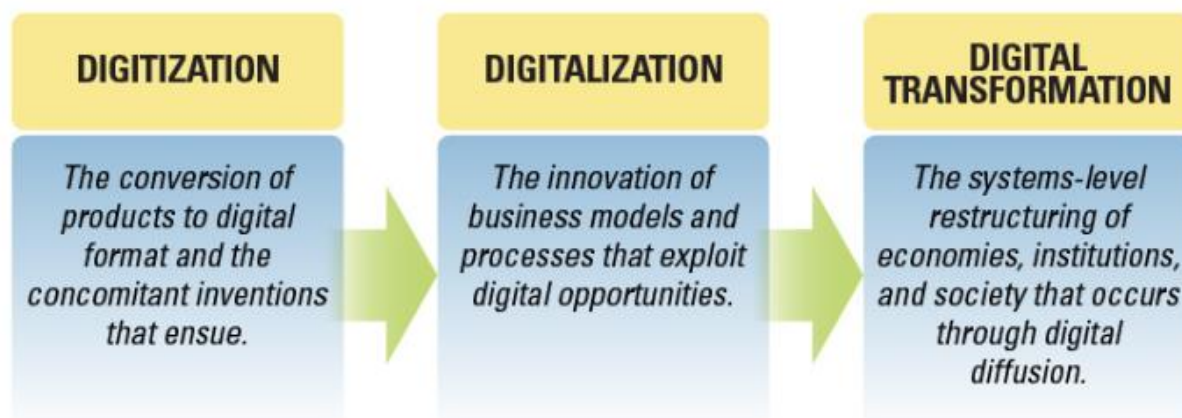 DIGITIZATION
The conversion of
products to digital
format and the
concomitant inventions
that ensue.
DIGITALIZATION
The innovation of
business models and
processes that exploit
digital opportunities.
DIGITAL
TRANSFORMATION
The systems-level
restructuring of
economies, institutions,
and society that occurs
through digital
diffusion.